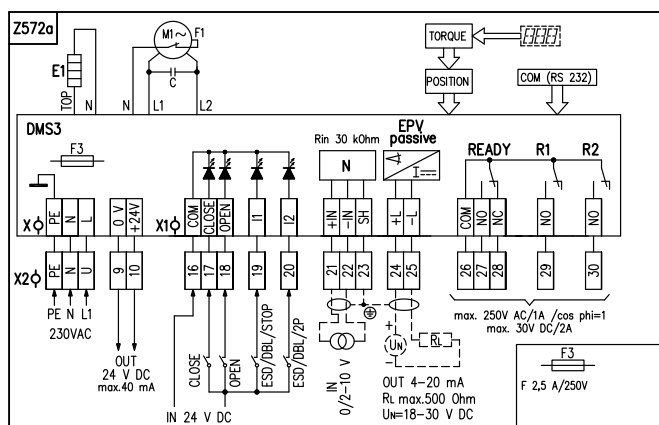 Z572a
M1~
F1
E1
TOP
N
N
L1
C
L2
TORQUE
POSITION
COM (RS 232)
DMS3
F3
Rin 30 kOhm
N
EPV
passive
READY
R1
R2
X
PE
N
L
0 V
+24V
X1
COM
CLOSE
OPEN
I1
I2
+IN
-IN
SH
+L
-L
COM
NO
NC
NO
NO
X2
PE
N
U
9
10
16
17
18
19
20
21
22
23
24
25
26
27
28
29
30
PE N L1
230VAC
OUT
24 V DC
max.40 mA
CLOSE
OPEN
ESD/DBL/STOP
ESD/DBL/2P
IN 24 V DC
IN
0/2-10 V
+
UN
-
RL
OUT 4-20 mA
RL max.500 Ohm
UN=18-30 V DC
max. 250V AC/1A /cos phi=1
max. 30V DC/2A
F3
F 2,5 A/250V